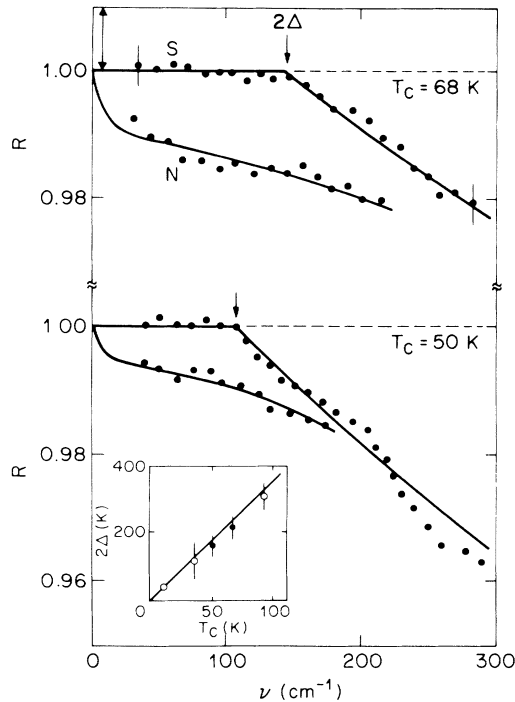 2Δ
S
1.00
T_C = 68 K
R
N
0.98
1.00
T_C = 50 K
R
0.98
400
2Δ(K)
200
0 50 100
T_C (K)
0.96
0 100 200 300
ν (cm⁻¹)